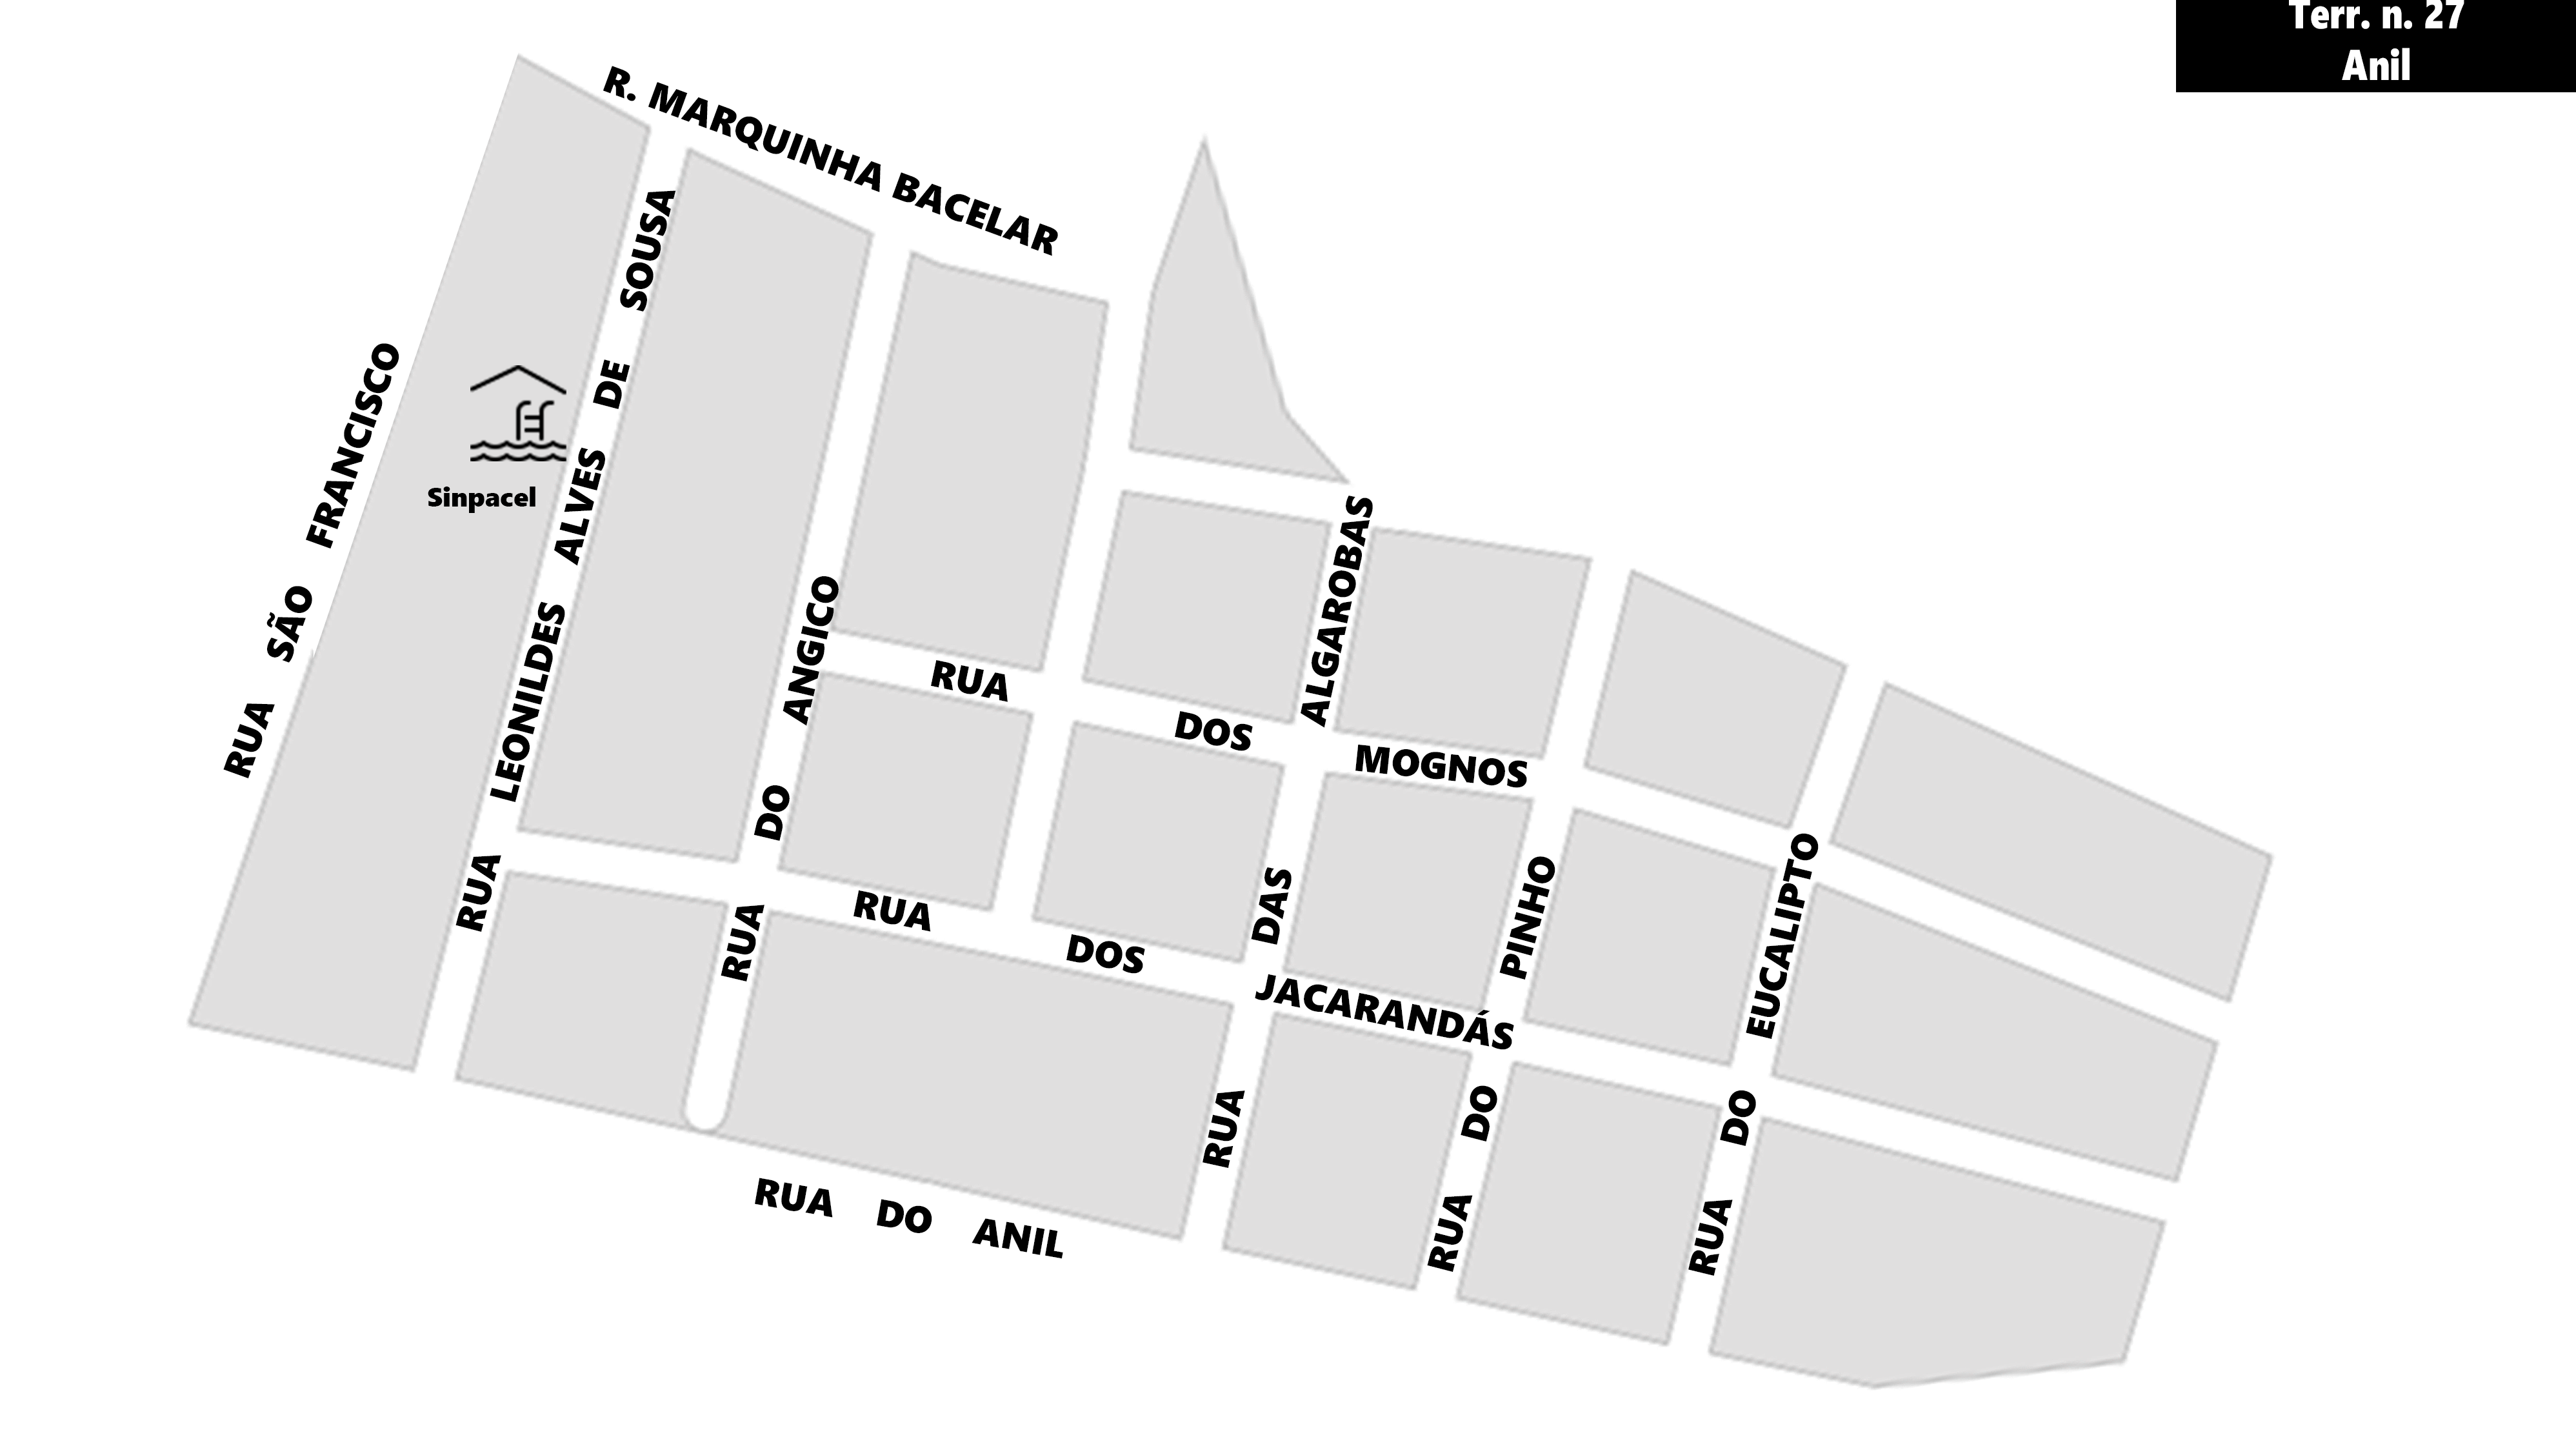 Terr. n. 27
Anil
R. MARQUINHA BACELAR
RUA SÃO FRANCISCO
Sinpacel
RUA LEONILDES ALVES DE SOUSA
RUA DO ANGICO
RUA DOS MOGNOS
RUA DAS ALGAROBAS
RUA DOS JACARANDÁS
RUA DO PINHO
RUA DO EUCALIPTO
RUA DO ANIL